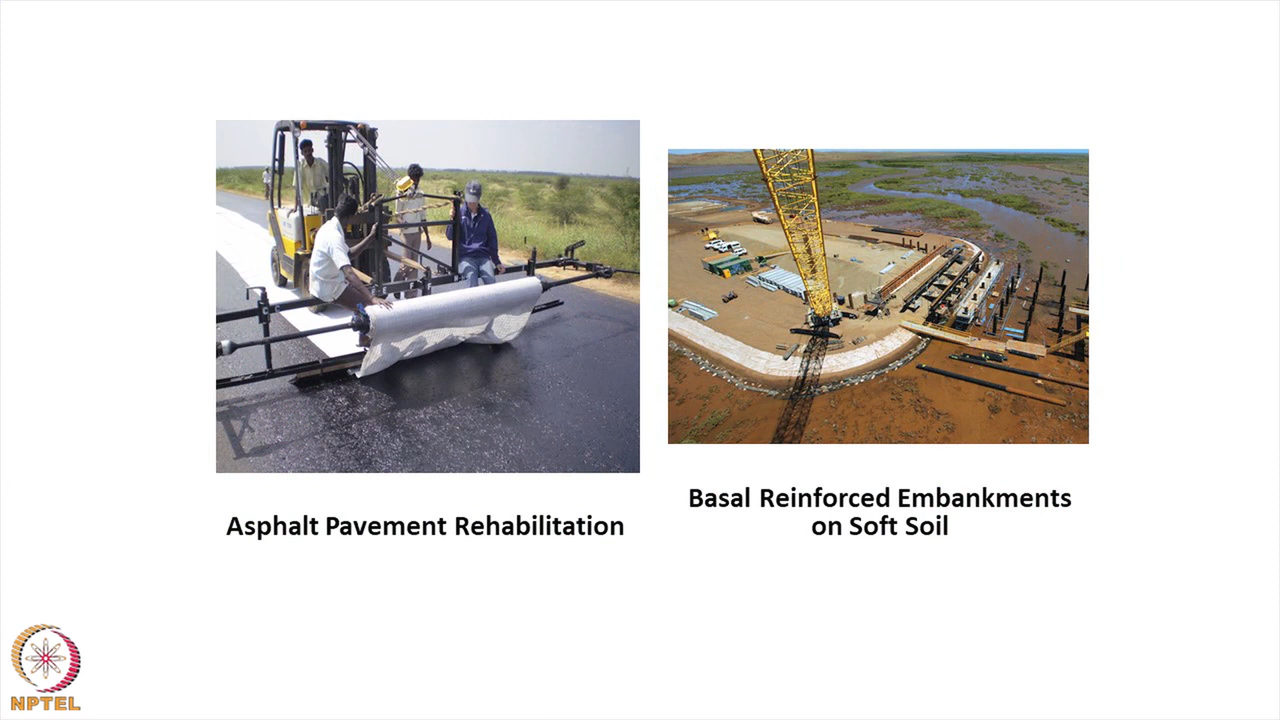 Asphalt Pavement Rehabilitation
Basal Reinforced Embankments
on Soft Soil
NPTEL